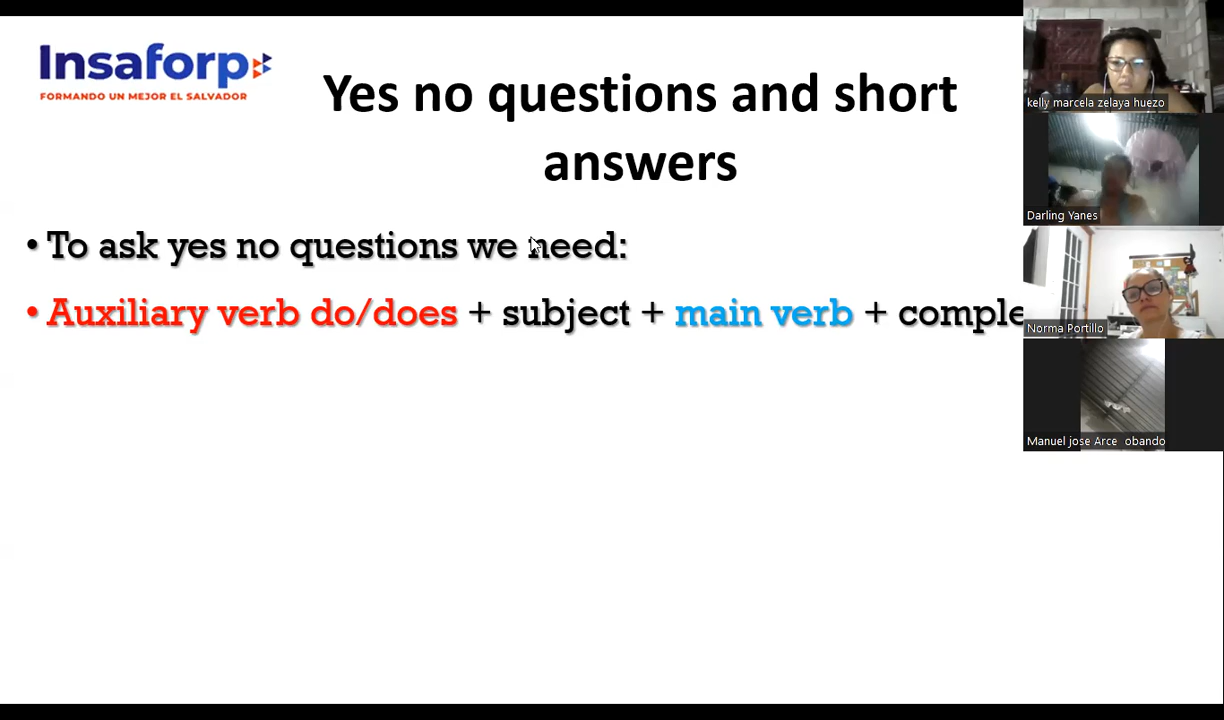 Insaforp
FORMANDO UN MEJOR EL SALVADOR
Yes no questions and short
answers
• To ask yes no questions we need:
• Auxiliary verb do/does + subject + main verb + comple
kelly marcela zelaya huezo
Darling Yanes
Norma Portillo
Manuel jose Arce obando